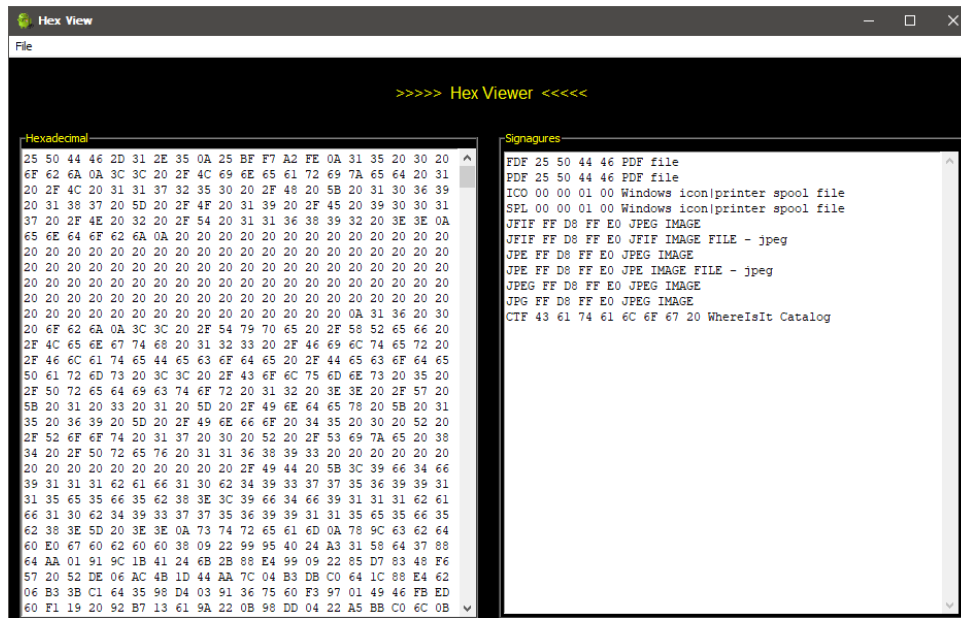 Hex View
File
>>>>> Hex Viewer <<<<<
Hexadecimal
25 50 44 46 2D 31 2E 35 0A 25 BF F7 A2 FE 0A 31 35 20 30 20
6F 62 6A 0A 3C 3C 20 2F 4C 69 6E 65 61 72 69 7A 65 64 20 31
20 2F 4C 20 31 31 37 32 35 30 20 2F 48 20 5B 20 31 30 36 39
20 31 38 37 20 5D 20 2F 4F 20 31 39 20 2F 45 20 39 30 30 31
37 20 2F 4E 20 32 20 2F 54 20 31 31 36 38 39 32 20 3E 3E 0A
65 6E 64 6F 62 6A 0A 20 20 20 20 20 20 20 20 20 20 20 20 20
20 20 20 20 20 20 20 20 20 20 20 20 20 20 20 20 20 20 20 20
20 20 20 20 20 20 20 20 20 20 20 20 20 20 20 20 20 20 20 20
20 20 20 20 20 20 20 20 20 20 20 20 20 20 20 20 20 20 20 20
20 20 20 20 20 20 20 20 20 20 20 20 20 20 20 20 20 20 20 20
20 20 20 20 20 20 20 20 20 20 20 20 20 20 20 0A 31 36 20 30
20 6F 62 6A 0A 3C 3C 20 2F 54 79 70 65 20 2F 58 52 65 66 20
2F 4C 65 6E 67 74 68 20 31 32 33 20 2F 46 69 6C 74 65 72 20
2F 46 6C 61 74 65 44 65 63 6F 64 65 20 2F 44 65 63 6F 64 65
50 61 72 6D 73 20 3C 3C 20 2F 43 6F 6C 75 6D 6E 73 20 35 20
2F 50 72 65 64 69 63 74 6F 72 20 31 32 20 3E 3E 20 2F 57 20
5B 20 31 20 33 20 31 20 5D 20 2F 49 6E 64 65 78 20 5B 20 31
35 20 36 39 20 5D 20 2F 49 6E 66 6F 20 34 35 20 30 20 52 20
2F 52 6F 6F 74 20 31 37 20 30 20 52 20 2F 53 69 7A 65 20 38
34 20 2F 50 72 65 76 20 31 31 36 38 39 33 20 20 20 20 20 20
20 20 20 20 20 20 20 20 20 20 2F 49 44 20 5B 3C 39 66 34 66
39 31 31 31 62 61 66 31 30 62 34 39 33 37 37 35 36 39 39 31
31 35 65 35 66 35 62 38 3E 3C 39 66 34 66 39 31 31 31 62 61
66 31 30 62 34 39 33 37 37 35 36 39 39 31 31 35 65 35 66 35
62 38 3E 5D 20 3E 3E 0A 73 74 72 65 61 6D 0A 78 9C 63 62 64
60 E0 67 60 62 60 60 38 09 22 99 95 40 24 A3 31 58 64 37 88
64 AA 01 91 9C 1B 41 24 6B 2B 88 E4 99 09 22 85 D7 83 48 F6
57 20 52 DE 06 AC 4B 1D 44 AA 7C 04 B3 DB C0 64 1C 88 E4 62
06 B3 3B C1 64 35 98 D4 03 91 36 75 60 F3 97 01 49 46 FB ED
60 F1 19 20 92 B7 13 61 9A 22 0B 98 DD 04 22 A5 BB C0 6C 0B
Signagures
FDF 25 50 44 46 PDF file
PDF 25 50 44 46 PDF file
ICO 00 00 01 00 Windows icon|printer spool file
SPL 00 00 01 00 Windows icon|printer spool file
JFIF FF D8 FF E0 JPEG IMAGE
JFIF FF D8 FF E0 JFIF IMAGE FILE - jpeg
JPE FF D8 FF E0 JPEG IMAGE
JPE FF D8 FF E0 JPE IMAGE FILE - jpeg
JPEG FF D8 FF E0 JPEG IMAGE
JPG FF D8 FF E0 JPEG IMAGE
CTF 43 61 74 61 6C 6F 67 20 WhereIsIt Catalog